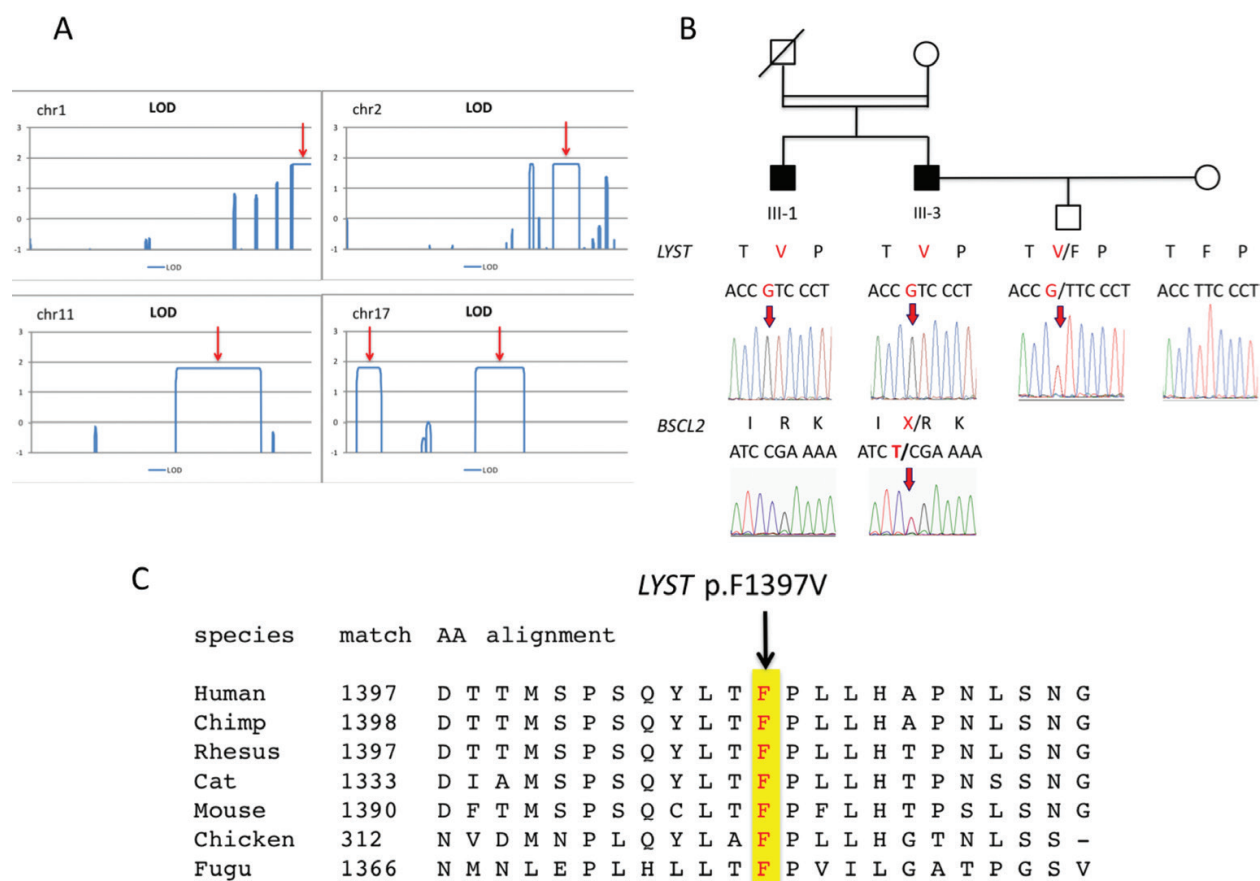 A
chr1 LOD
3
2
1
0
-1
LOD
chr2 LOD
3
2
1
0
-1
LOD
chr11 LOD
3
2
1
0
-1
LOD
chr17 LOD
3
2
1
0
-1
LOD
B
III-1 III-3
LYST T V P T V P T V/F P T F P
ACC GTC CCT ACC GTC CCT ACC G/TTC CCT ACC TTC CCT
BSCL2 I R K I X/R K
ATC CGA AAA ATC T/CGA AAA
C
LYST p.F1397V
species match AA alignment
Human 1397 D T T M S P S Q Y L T F P L L H A P N L S N G
Chimp 1398 D T T M S P S Q Y L T F P L L H A P N L S N G
Rhesus 1397 D T T M S P S Q Y L T F P L L H T P N L S N G
Cat 1333 D I A M S P S Q Y L T F P L L H T P N S S N G
Mouse 1390 D F T M S P S Q C L T F P F L H T P S L S N G
Chicken 312 N V D M N P L Q Y L A F P L L H G T N L S S -
Fugu 1366 N M N L E P L H L L T F P V I L G A T P G S V